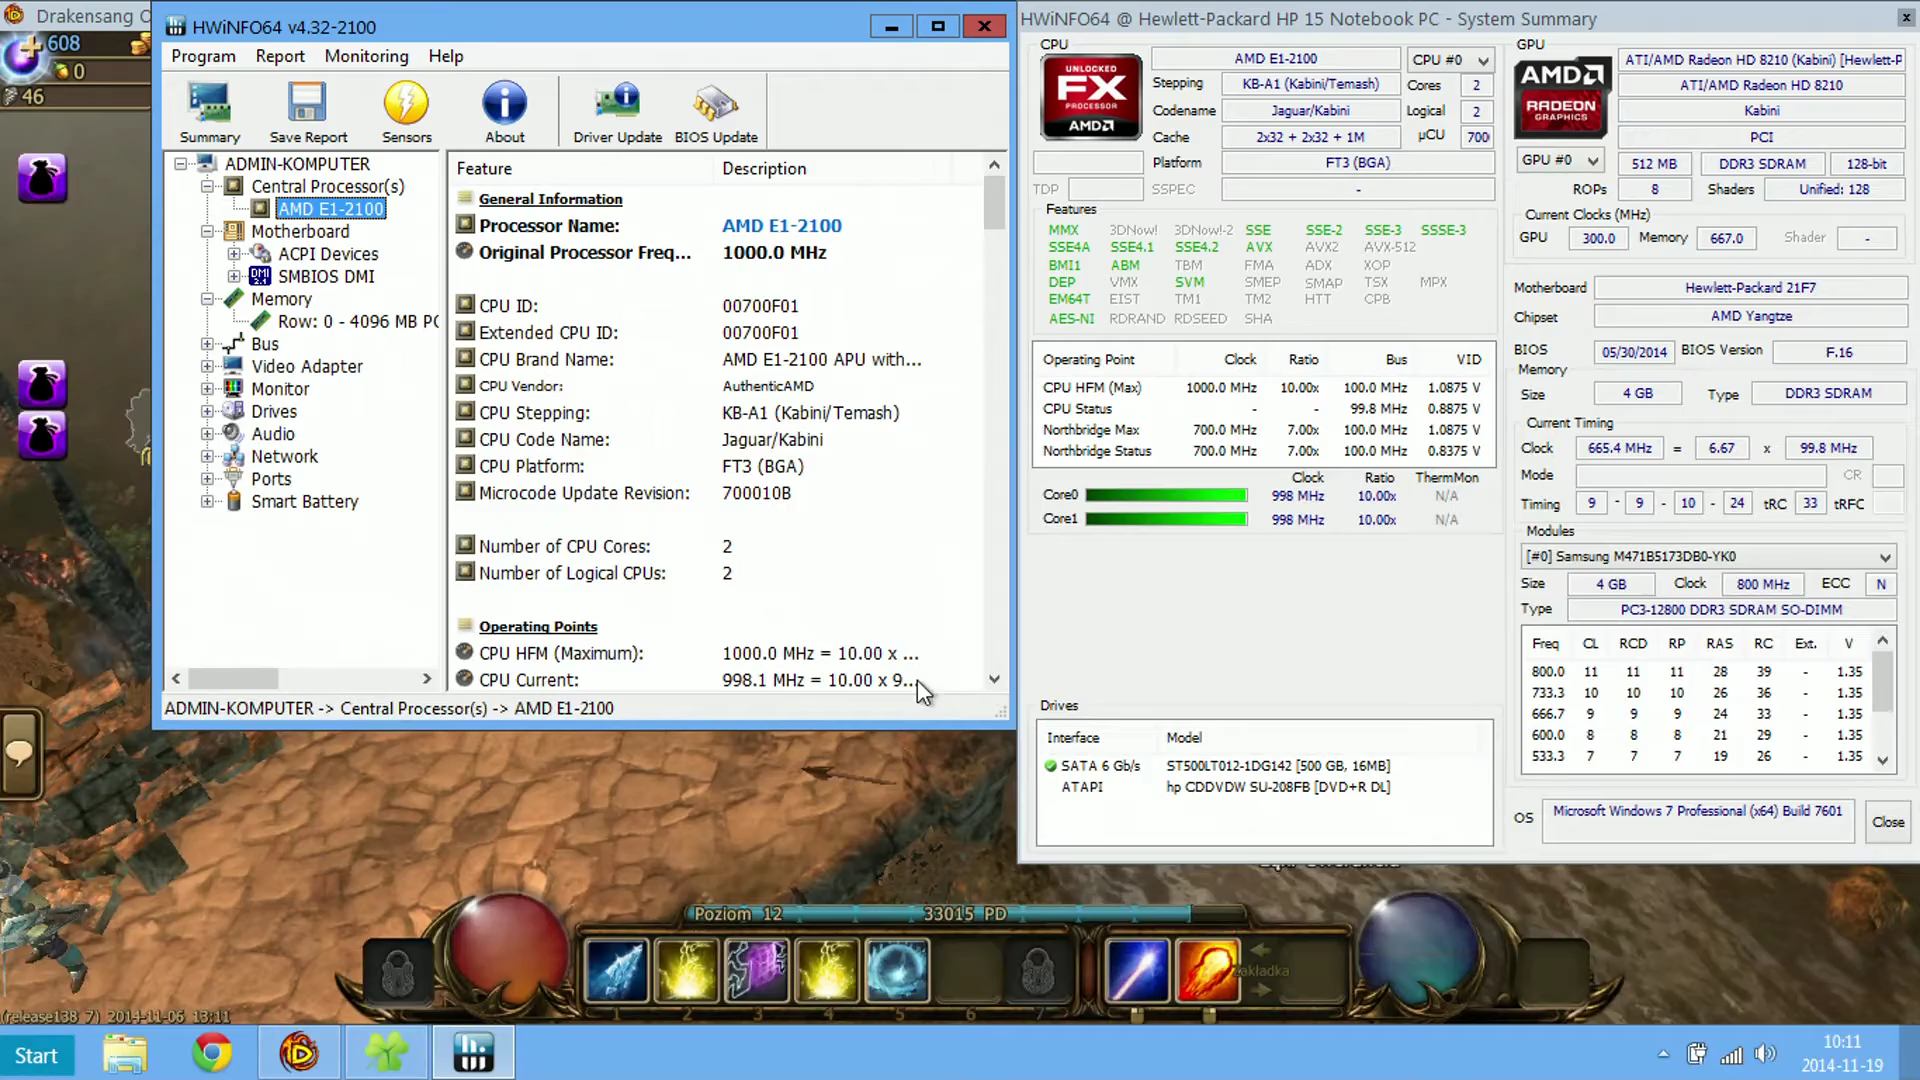 Drakensang O
608
0
46
HWiNFO64 v4.32-2100
Program Report Monitoring Help
Summary Save Report Sensors About Driver Update BIOS Update
ADMIN-KOMPUTER
Central Processor(s)
AMD E1-2100
Motherboard
ACPI Devices
DMI 2.1 SMBIOS DMI
Memory
Row: 0 - 4096 MB PC
Bus
Video Adapter
Monitor
Drives
Audio
Network
Ports
Smart Battery
Feature Description
General Information
Processor Name: AMD E1-2100
Original Processor Freq... 1000.0 MHz
CPU ID: 00700F01
Extended CPU ID: 00700F01
CPU Brand Name: AMD E1-2100 APU with...
CPU Vendor: AuthenticAMD
CPU Stepping: KB-A1 (Kabini/Temash)
CPU Code Name: Jaguar/Kabini
CPU Platform: FT3 (BGA)
Microcode Update Revision: 700010B
Number of CPU Cores: 2
Number of Logical CPUs: 2
Operating Points
CPU HFM (Maximum): 1000.0 MHz = 10.00 x ...
CPU Current: 998.1 MHz = 10.00 x 9...
ADMIN-KOMPUTER -> Central Processor(s) -> AMD E1-2100
HWiNFO64 @ Hewlett-Packard HP 15 Notebook PC - System Summary
CPU
UNLOCKED FX PROCESSOR AMD
AMD E1-2100 CPU #0
Stepping KB-A1 (Kabini/Temash) Cores 2
Codename Jaguar/Kabini Logical 2
Cache 2x32 + 2x32 + 1M µCU 700
Platform FT3 (BGA)
TDP SSPEC -
Features
MMX 3DNow! 3DNow!-2 SSE SSE-2 SSE-3 SSSE-3
SSE4A SSE4.1 SSE4.2 AVX AVX2 AVX-512
BMI1 ABM TBM FMA ADX XOP
DEP VMX SVM SMEP SMAP TSX MPX
EM64T EIST TM1 TM2 HTT CPB
AES-NI RDRAND RDSEED SHA
Operating Point Clock Ratio Bus VID
CPU HFM (Max) 1000.0 MHz 10.00x 100.0 MHz 1.0875 V
CPU Status - - 99.8 MHz 0.8875 V
Northbridge Max 700.0 MHz 7.00x 100.0 MHz 1.0875 V
Northbridge Status 700.0 MHz 7.00x 100.0 MHz 0.8375 V
Clock Ratio ThermMon
Core0 998 MHz 10.00x N/A
Core1 998 MHz 10.00x N/A
Drives
Interface Model
SATA 6 Gb/s ST500LT012-1DG142 [500 GB, 16MB]
ATAPI hp CDDVDW SU-208FB [DVD+R DL]
GPU
AMD RADEON GRAPHICS
ATI/AMD Radeon HD 8210 (Kabini) [Hewlett-P
ATI/AMD Radeon HD 8210
Kabini
PCI
GPU #0 512 MB DDR3 SDRAM 128-bit
ROPs 8 Shaders Unified: 128
Current Clocks (MHz)
GPU 300.0 Memory 667.0 Shader -
Motherboard Hewlett-Packard 21F7
Chipset AMD Yangtze
BIOS 05/30/2014 BIOS Version F.16
Memory
Size 4 GB Type DDR3 SDRAM
Current Timing
Clock 665.4 MHz = 6.67 x 99.8 MHz
Mode CR
Timing 9 - 9 - 10 - 24 tRC 33 tRFC
Modules
[#0] Samsung M471B5173DB0-YK0
Size 4 GB Clock 800 MHz ECC N
Type PC3-12800 DDR3 SDRAM SO-DIMM
Freq CL RCD RP RAS RC Ext. V
800.0 11 11 11 28 39 - 1.35
733.3 10 10 10 26 36 - 1.35
666.7 9 9 9 24 33 - 1.35
600.0 8 8 8 21 29 - 1.35
533.3 7 7 7 19 26 - 1.35
OS Microsoft Windows 7 Professional (x64) Build 7601 Close
Poziom 12 33015 PD
Zakładka
1 2 3 4 5 6 7
(release138_7) 2014-11-06 13:11
Start
10:11
2014-11-19